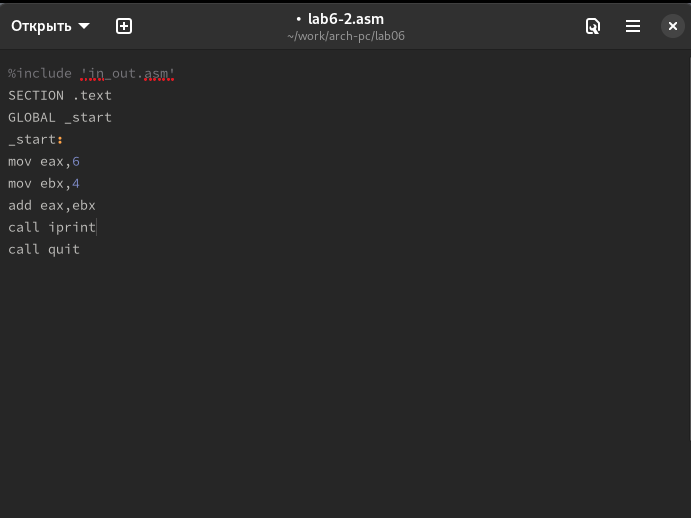 Открыть
• lab6-2.asm
~/work/arch-pc/lab06
%include 'in_out.asm'
SECTION .text
GLOBAL _start
_start:
mov eax,6
mov ebx,4
add eax,ebx
call iprint
call quit